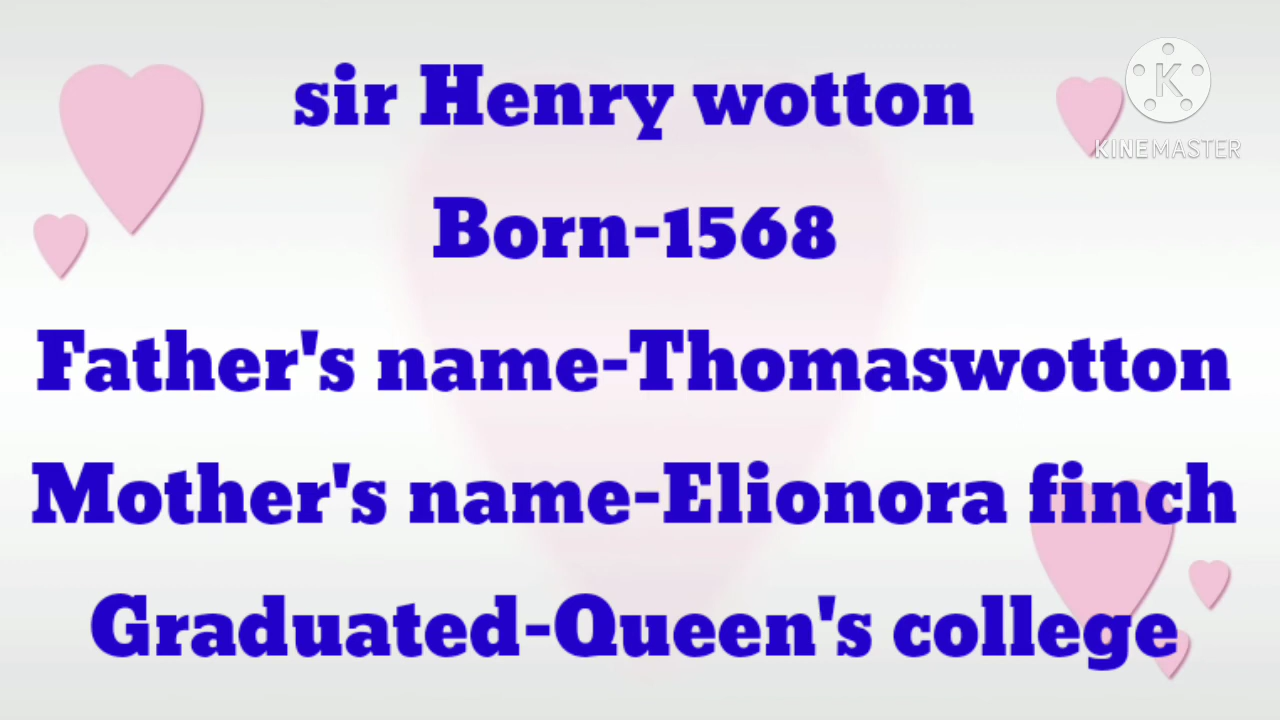 sir Henry wotton
KINEMASTER
Born-1568
Father's name-Thomaswotton
Mother's name-Elionora finch
Graduated-Queen's college